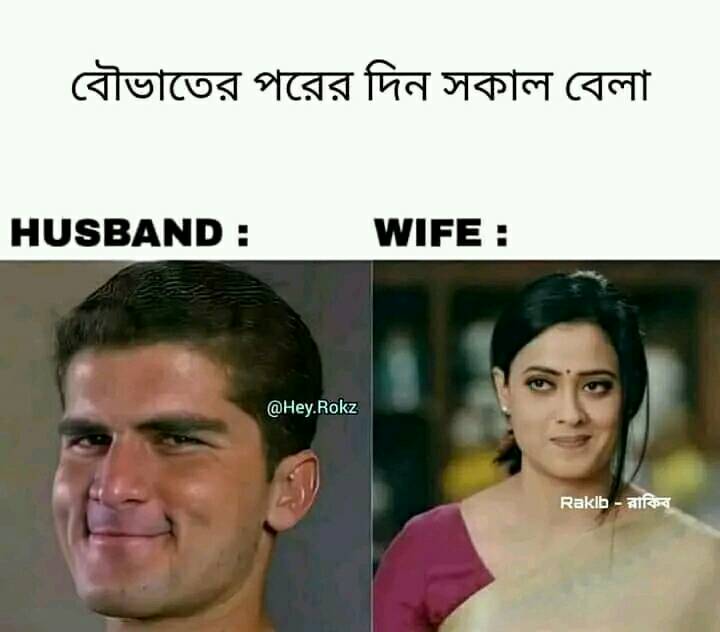 বৌভাতের পরের দিন সকাল বেলা
HUSBAND : WIFE :
@Hey.Rokz
Rakib - রাকিব